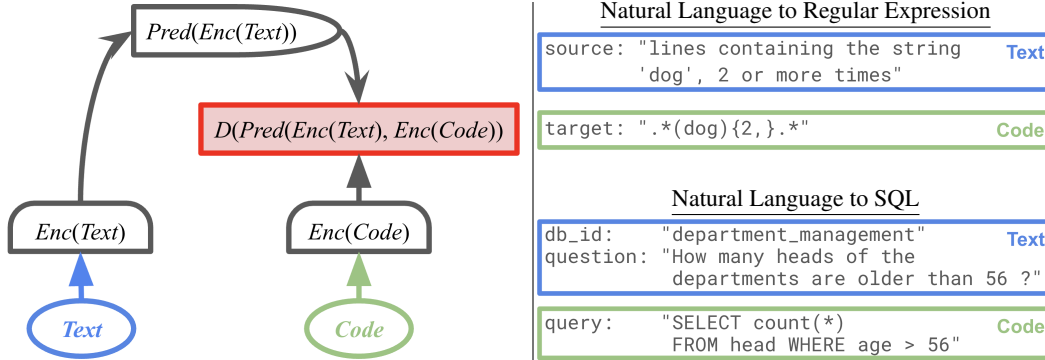 Pred(Enc(Text))
D(Pred(Enc(Text), Enc(Code))
Enc(Text)
Enc(Code)
Text
Code
Natural Language to Regular Expression
source: "lines containing the string Text
'dog', 2 or more times"
target: ".*(dog){2,}.*" Code
Natural Language to SQL
db_id: "department_management" Text
question: "How many heads of the
departments are older than 56 ?"
query: "SELECT count(*) Code
FROM head WHERE age > 56"